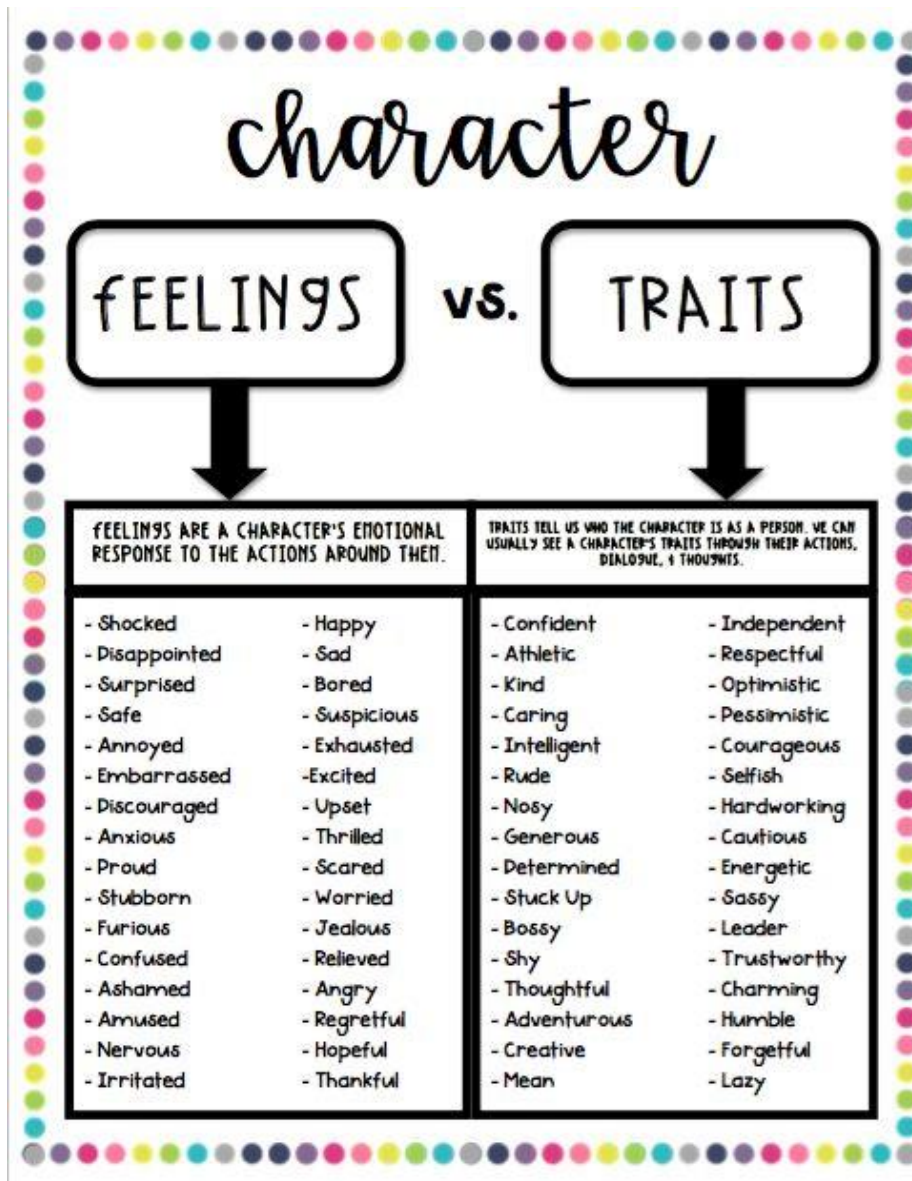 character
fEELINgS
vs.
TRAITS
fEELINgS ARE A CHARACTER'S EMOTIONAL
RESPONSE TO THE ACTIONS AROUND THEM.
TRAITS TELL US WHO THE CHARACTER IS AS A PERSON. WE CAN
USUALLY SEE A CHARACTER'S TRAITS THROUGH THEIR ACTIONS,
DIALOGUE, & THOUGHTS.
- Shocked
- Disappointed
- Surprised
- Safe
- Annoyed
- Embarrassed
- Discouraged
- Anxious
- Proud
- Stubborn
- Furious
- Confused
- Ashamed
- Amused
- Nervous
- Irritated
- Happy
- Sad
- Bored
- Suspicious
- Exhausted
-Excited
- Upset
- Thrilled
- Scared
- Worried
- Jealous
- Relieved
- Angry
- Regretful
- Hopeful
- Thankful
- Confident
- Athletic
- Kind
- Caring
- Intelligent
- Rude
- Nosy
- Generous
- Determined
- Stuck Up
- Bossy
- Shy
- Thoughtful
- Adventurous
- Creative
- Mean
- Independent
- Respectful
- Optimistic
- Pessimistic
- Courageous
- Selfish
- Hardworking
- Cautious
- Energetic
- Sassy
- Leader
- Trustworthy
- Charming
- Humble
- Forgetful
- Lazy